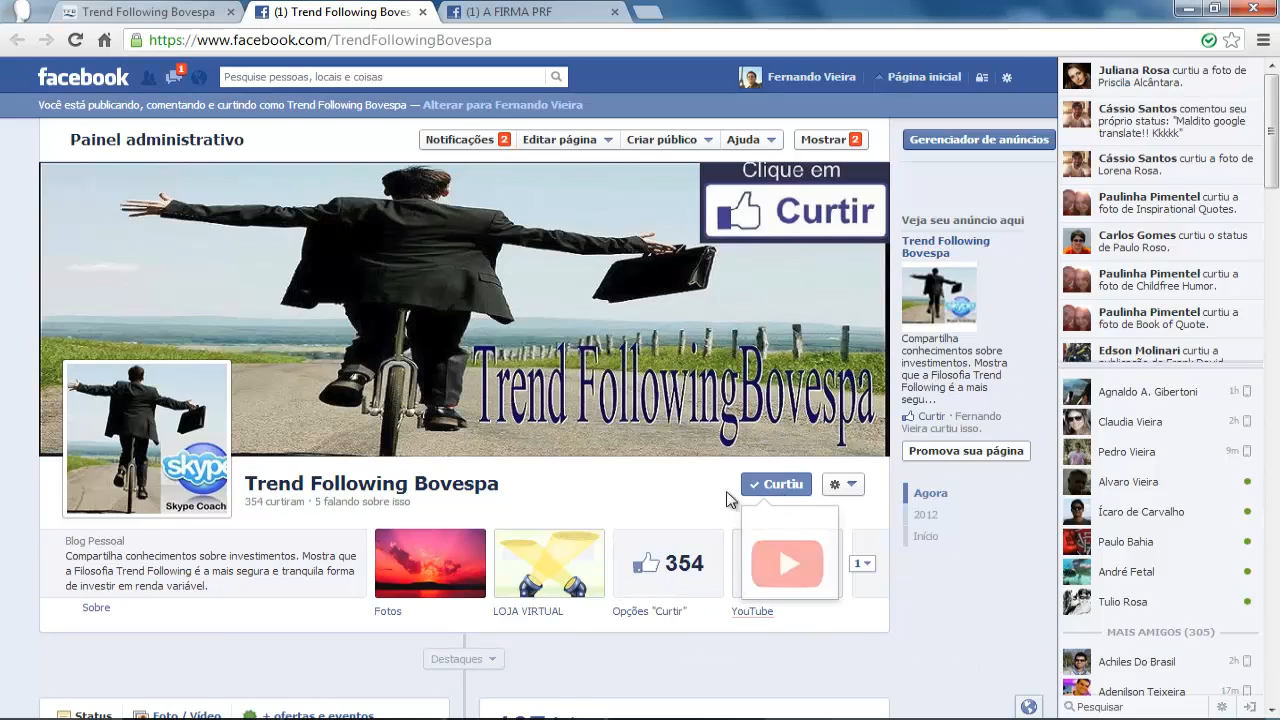 Trend Following Bovespa
(1) Trend Following Boves
(1) A FIRMA PRF
https://www.facebook.com/TrendFollowingBovespa
facebook
1
Pesquise pessoas, locais e coisas
Fernando Vieira
Página inicial
Você está publicando, comentando e curtindo como Trend Following Bovespa — Alterar para Fernando Vieira
Painel administrativo
Notificações 2
Editar página
Criar público
Ajuda
Mostrar 2
Gerenciador de anúncios
Clique em
Curtir
Trend FollowingBovespa
skype
Skype Coach
Trend Following Bovespa
354 curtiram · 5 falando sobre isso
Curtiu
Blog Pessoal
Compartilha conhecimentos sobre investimentos. Mostra que
a Filosofia Trend Following é a mais segura e tranquila forma
de investir em renda variável.
Sobre
Fotos
LOJA VIRTUAL
354
Opções "Curtir"
YouTube
1
Destaques
Status
Foto / Vídeo
+ ofertas e eventos
Veja seu anúncio aqui
Trend Following
Bovespa
Compartilha
conhecimentos sobre
investimentos. Mostra
que a Filosofia Trend
Following é a mais
segu...
Curtir · Fernando
Vieira curtiu isso.
Promova sua página
Agora
2012
Início
Juliana Rosa curtiu a foto de
Priscila Alcântara.
Cássio Santos comentou seu
próprio status: "Maldito google
translate!! Kkkkk"
Cássio Santos curtiu a foto de
Lorena Rosa.
Paulinha Pimentel curtiu a
foto de Inspirational Quotes.
Carlos Gomes curtiu o status
de Paulo Roso.
Paulinha Pimentel curtiu a
foto de Childfree Humor.
Paulinha Pimentel curtiu a
foto de Book of Quote.
Edson Molinari curtiu a
Agnaldo A. Gibertoni 1h
Claudia Vieira 2h
Pedro Vieira 9m
Alvaro Vieira
Ícaro de Carvalho
Paulo Bahia
André Fetal
Tulio Rosa
MAIS AMIGOS (305)
Achilles Brasil 2h
Adenilson Teixeira 17m
Pesquisar